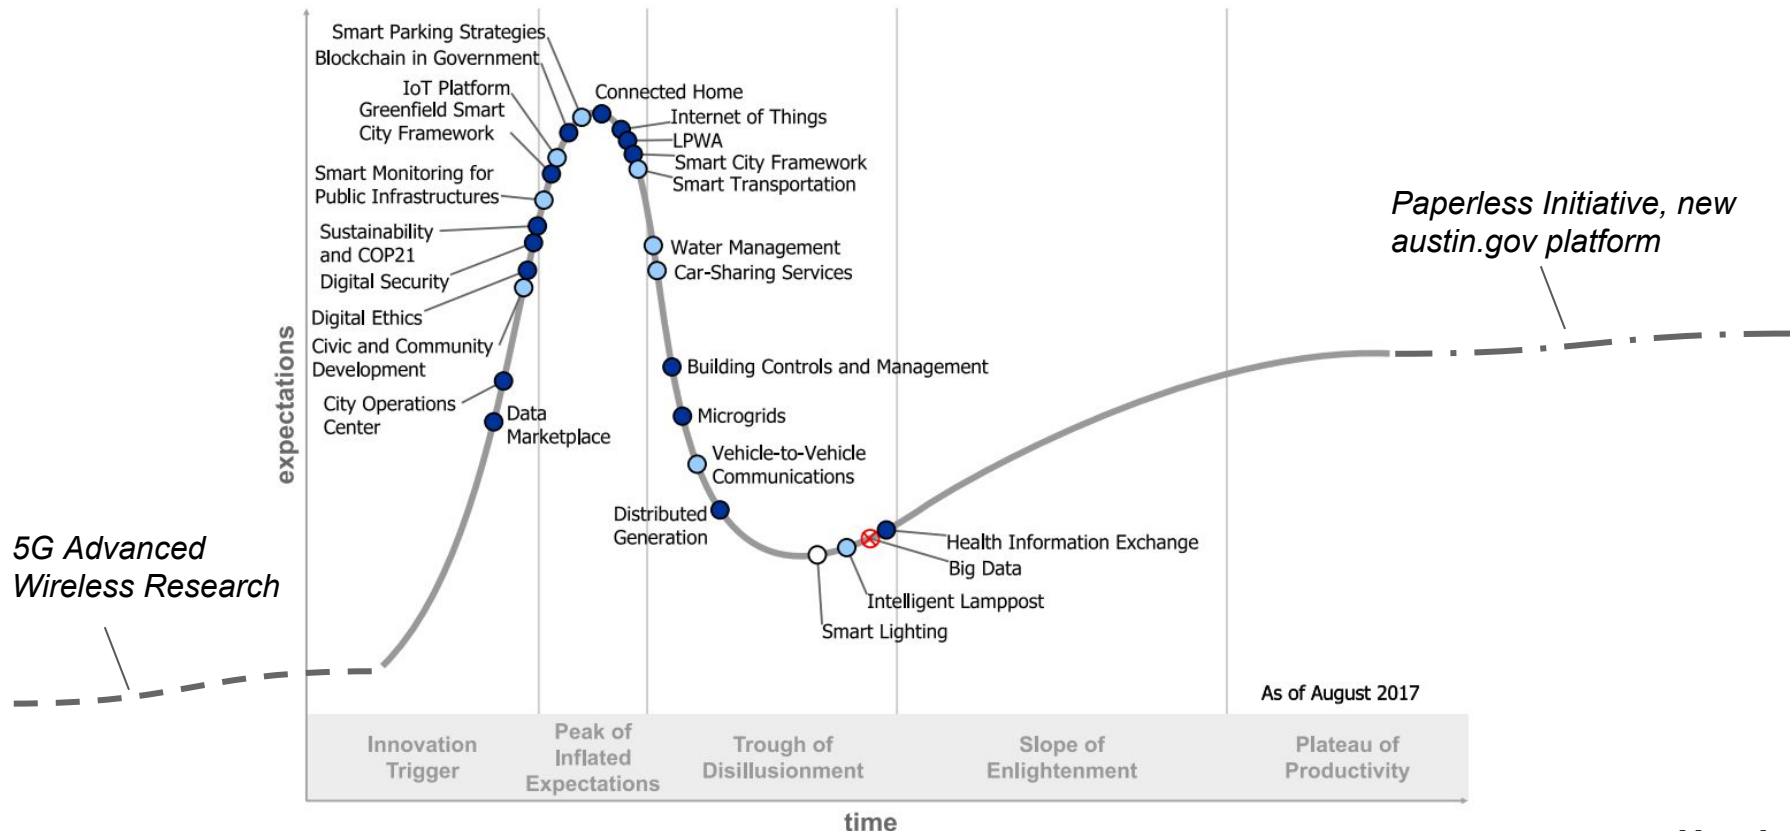 Smart Parking Strategies
Blockchain in Government
IoT Platform
Greenfield Smart
City Framework
Smart Monitoring for
Public Infrastructures
Sustainability
and COP21
Digital Security
Digital Ethics
Civic and Community
Development
City Operations
Center
Data
Marketplace
Connected Home
Internet of Things
LPWA
Smart City Framework
Smart Transportation
Water Management
Car-Sharing Services
Building Controls and Management
Microgrids
Vehicle-to-Vehicle
Communications
Distributed
Generation
Health Information Exchange
Big Data
Intelligent Lamppost
Smart Lighting
Paperless Initiative, new
austin.gov platform
5G Advanced
Wireless Research
expectations
As of August 2017
Innovation
Trigger
Peak of
Inflated
Expectations
Trough of
Disillusionment
Slope of
Enlightenment
Plateau of
Productivity
time